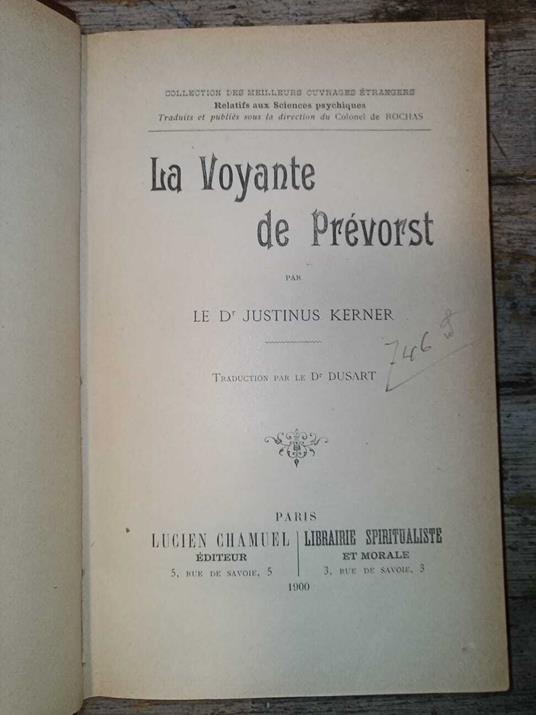 COLLECTION DES MEILLEURS OUVRAGES ÉTRANGERS
Relatifs aux Sciences psychiques
Traduits et publiés sous la direction du Colonel de ROCHAS
La Voyante
de Prévorst
PAR
LE Dr JUSTINUS KERNER
7468
TRADUCTION PAR LE Dr DUSART
PARIS
LUCIEN CHAMUEL
ÉDITEUR
5, RUE DE SAVOIE, 5
LIBRAIRIE SPIRITUALISTE
ET MORALE
3, RUE DE SAVOIE, 3
1900